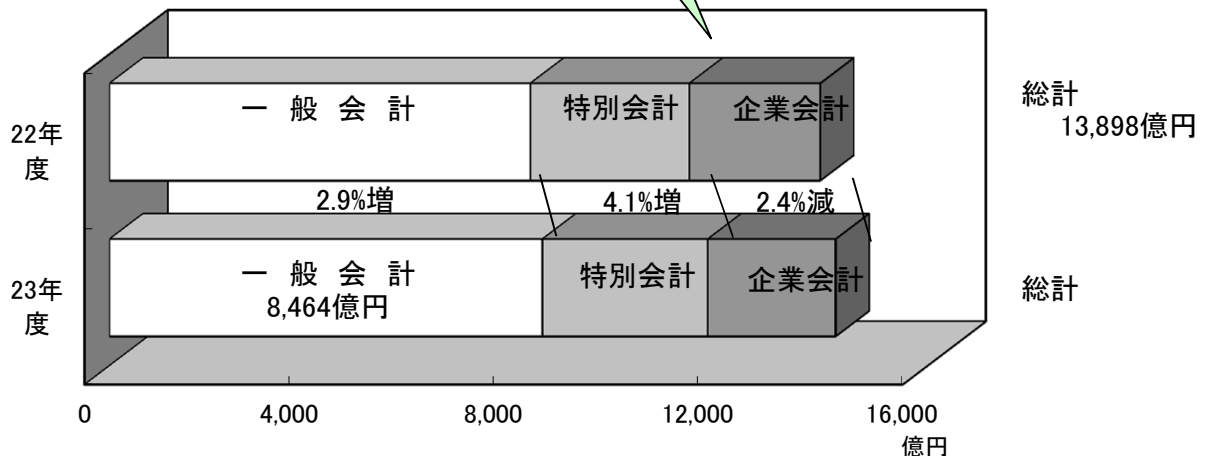 一 般 会 計
特別会計
企業会計
総計
13,898億円
22年
度
2.9%増
4.1%増
2.4%減
一 般 会 計
8,464億円
特別会計
企業会計
総計
23年
度
0
4,000
8,000
12,000
16,000
億円